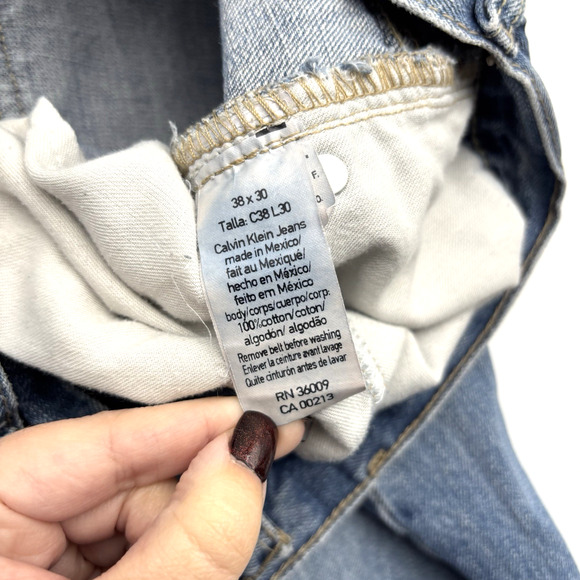 38 x 30
Talla: C38 L30
Calvin Klein Jeans
made in Mexico/
fait au Mexique/
hecho en México/
feito em México
body/corps/cuerpo/corp.
100%cotton/coton/
algodón/ algodão
Remove belt before washing
Enlever la ceinture avant lavage
Quite cinturón antes de lavar
RN 36009
CA 00213
F.
O.